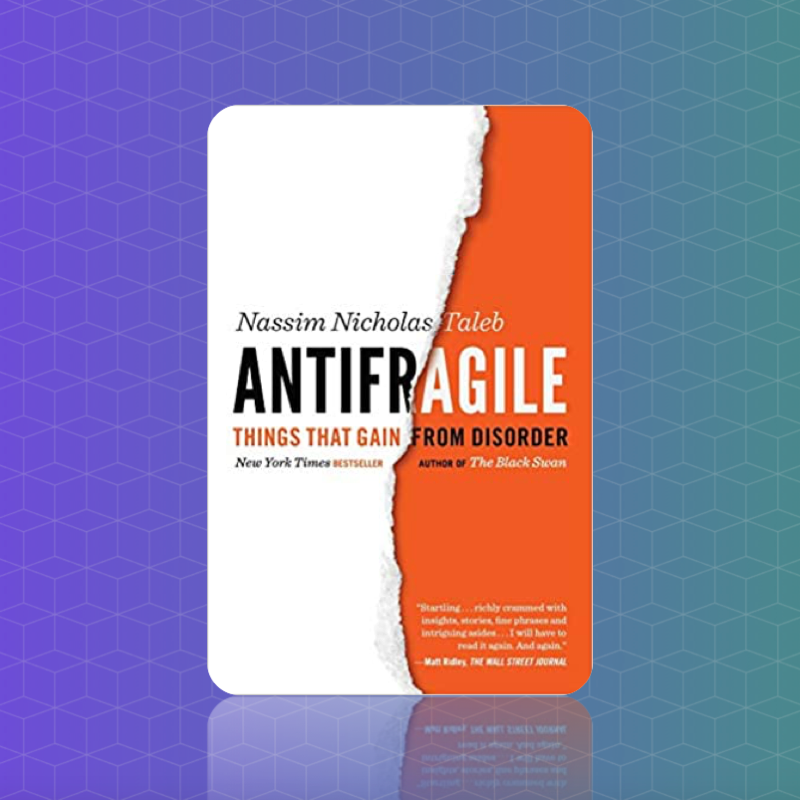 Nassim Nicholas Taleb
ANTIFRAGILE
THINGS THAT GAIN FROM DISORDER
New York Times BESTSELLER AUTHOR OF The Black Swan
"Startling . . . richly crammed with
insights, stories, fine phrases and
intriguing asides . . . I will have to
read it again. And again."
—Matt Ridley, THE WALL STREET JOURNAL